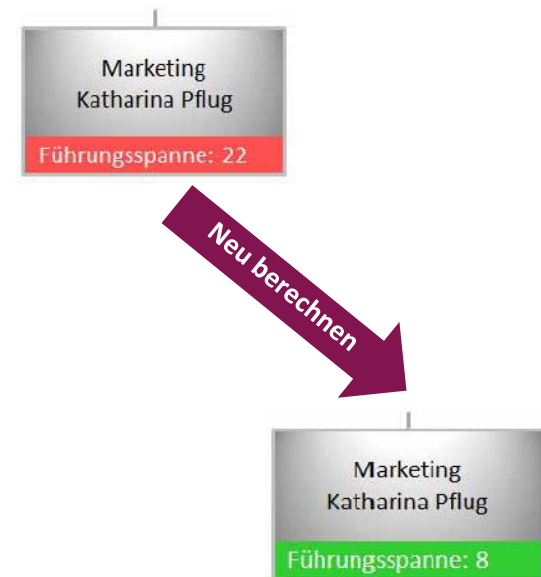 Marketing
Katharina Pflug
Führungsspanne: 22
Neu berechnen
Marketing
Katharina Pflug
Führungsspanne: 8